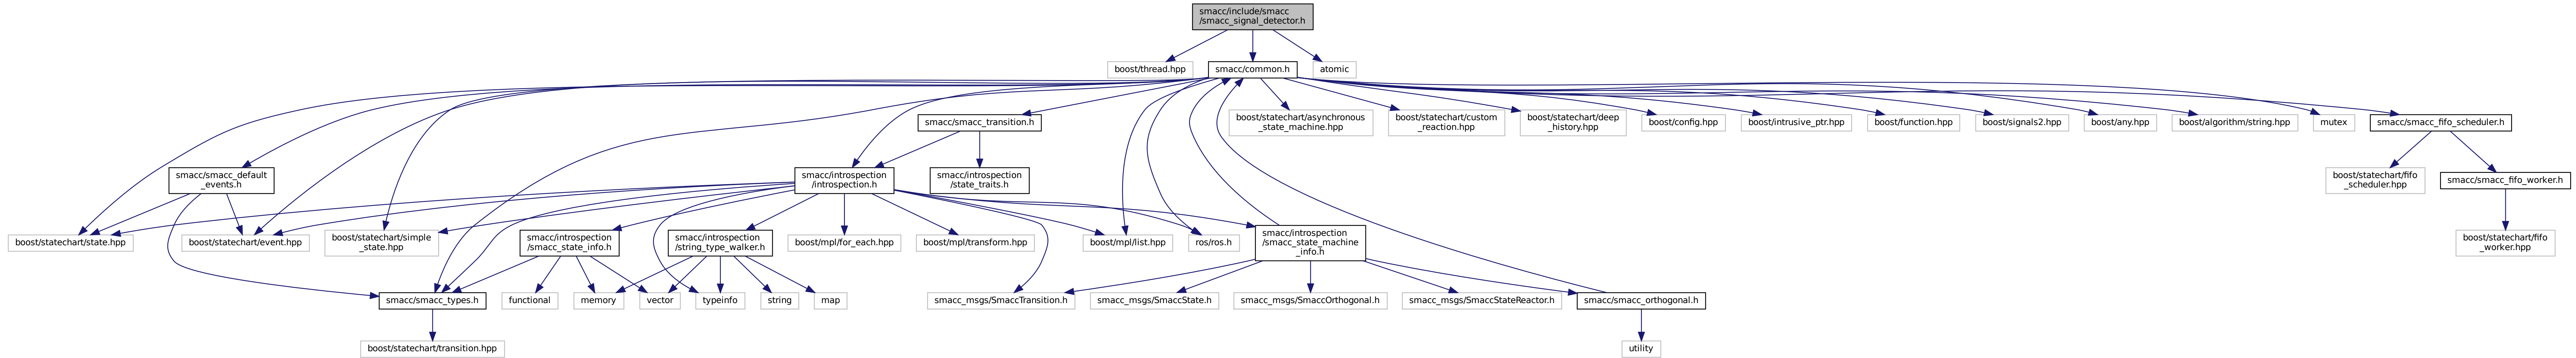 smacc/include/smacc
/smacc_signal_detector.h
boost/thread.hpp
smacc/common.h
atomic
smacc/smacc_transition.h
boost/statechart/asynchronous
_state_machine.hpp
boost/statechart/custom
_reaction.hpp
boost/statechart/deep
_history.hpp
boost/config.hpp
boost/intrusive_ptr.hpp
boost/function.hpp
boost/signals2.hpp
boost/any.hpp
boost/algorithm/string.hpp
mutex
smacc/smacc_fifo_scheduler.h
smacc/smacc_default
_events.h
smacc/introspection
/introspection.h
smacc/introspection
/state_traits.h
boost/statechart/fifo
_scheduler.hpp
smacc/smacc_fifo_worker.h
boost/statechart/state.hpp
boost/statechart/event.hpp
boost/statechart/simple
_state.hpp
smacc/introspection
/smacc_state_info.h
smacc/introspection
/string_type_walker.h
boost/mpl/for_each.hpp
boost/mpl/transform.hpp
boost/mpl/list.hpp
ros/ros.h
smacc/introspection
/smacc_state_machine
_info.h
boost/statechart/fifo
_worker.hpp
smacc/smacc_types.h
functional
memory
vector
typeinfo
string
map
smacc_msgs/SmaccTransition.h
smacc_msgs/SmaccState.h
smacc_msgs/SmaccOrthogonal.h
smacc_msgs/SmaccStateReactor.h
smacc/smacc_orthogonal.h
boost/statechart/transition.hpp
utility